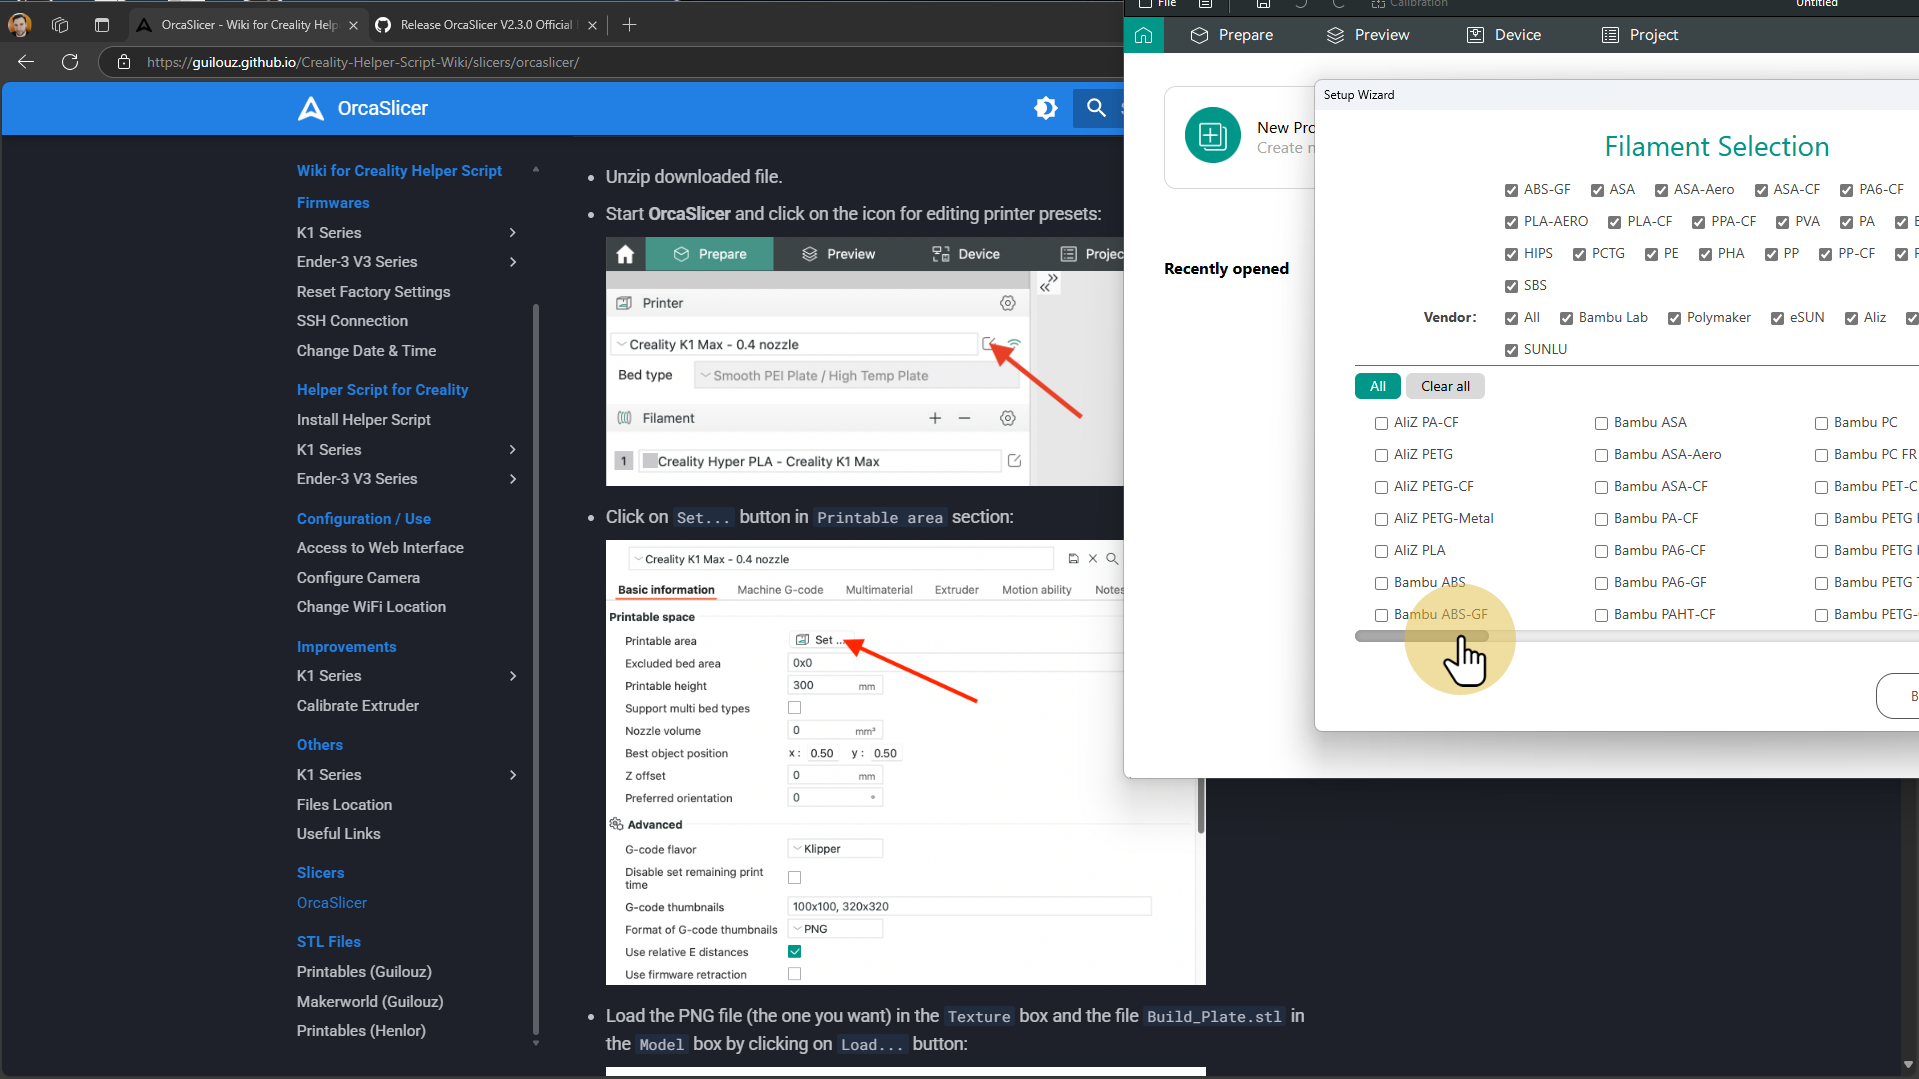 OrcaSlicer - Wiki for Creality Help
Release OrcaSlicer V2.3.0 Official
https://guilouz.github.io/Creality-Helper-Script-Wiki/slicers/orcaslicer/
OrcaSlicer
Wiki for Creality Helper Script
Firmwares
K1 Series
Ender-3 V3 Series
Reset Factory Settings
SSH Connection
Change Date & Time
Helper Script for Creality
Install Helper Script
K1 Series
Ender-3 V3 Series
Configuration / Use
Access to Web Interface
Configure Camera
Change WiFi Location
Improvements
K1 Series
Calibrate Extruder
Others
K1 Series
Files Location
Useful Links
Slicers
OrcaSlicer
STL Files
Printables (Guilouz)
Makerworld (Guilouz)
Printables (Henlor)
Unzip downloaded file.
Start OrcaSlicer and click on the icon for editing printer presets:
Prepare Preview Device Projec
Printer
Creality K1 Max - 0.4 nozzle
Bed type Smooth PEI Plate / High Temp Plate
Filament
1 Creality Hyper PLA - Creality K1 Max
Click on Set... button in Printable area section:
Creality K1 Max - 0.4 nozzle
Basic information Machine G-code Multimaterial Extruder Motion ability Notes
Printable space
Printable area Set ...
Excluded bed area 0x0
Printable height 300 mm
Support multi bed types
Nozzle volume 0 mm³
Best object position x : 0.50 y : 0.50
Z offset 0 mm
Preferred orientation 0 °
Advanced
G-code flavor Klipper
Disable set remaining print
time
G-code thumbnails 100x100, 320x320
Format of G-code thumbnails PNG
Use relative E distances
Use firmware retraction
Load the PNG file (the one you want) in the Texture box and the file Build_Plate.stl in
the Model box by clicking on Load... button:
File Calibration Untitled
Prepare Preview Device Project
New Pro
Create n
Recently opened
Setup Wizard
Filament Selection
ABS-GF ASA ASA-Aero ASA-CF PA6-CF
PLA-AERO PLA-CF PPA-CF PVA PA
HIPS PCTG PE PHA PP PP-CF
SBS
Vendor: All Bambu Lab Polymaker eSUN Aliz
SUNLU
All Clear all
AliZ PA-CF Bambu ASA Bambu PC
AliZ PETG Bambu ASA-Aero Bambu PC FR
AliZ PETG-CF Bambu ASA-CF Bambu PET-C
AliZ PETG-Metal Bambu PA-CF Bambu PETG
AliZ PLA Bambu PA6-CF Bambu PETG
Bambu ABS Bambu PA6-GF Bambu PETG
Bambu ABS-GF Bambu PAHT-CF Bambu PETG-
B